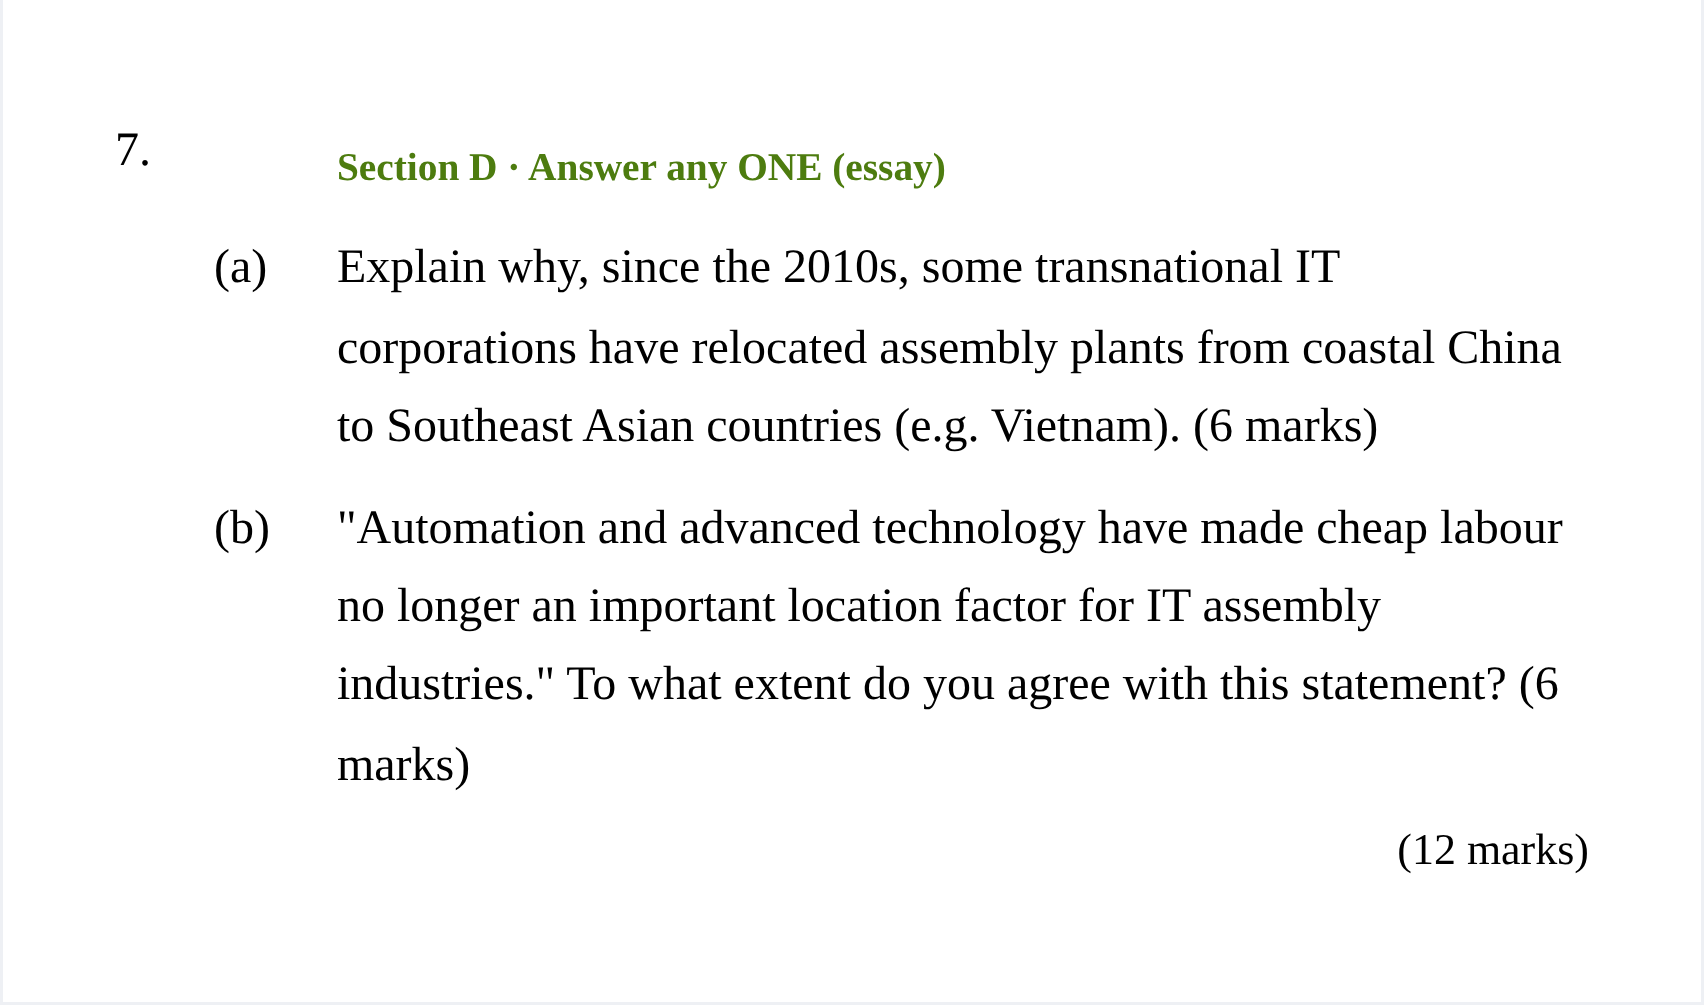 7.
Section D · Answer any ONE (essay)
(a) Explain why, since the 2010s, some transnational IT
corporations have relocated assembly plants from coastal China
to Southeast Asian countries (e.g. Vietnam). (6 marks)
(b) "Automation and advanced technology have made cheap labour
no longer an important location factor for IT assembly
industries." To what extent do you agree with this statement? (6
marks)
(12 marks)